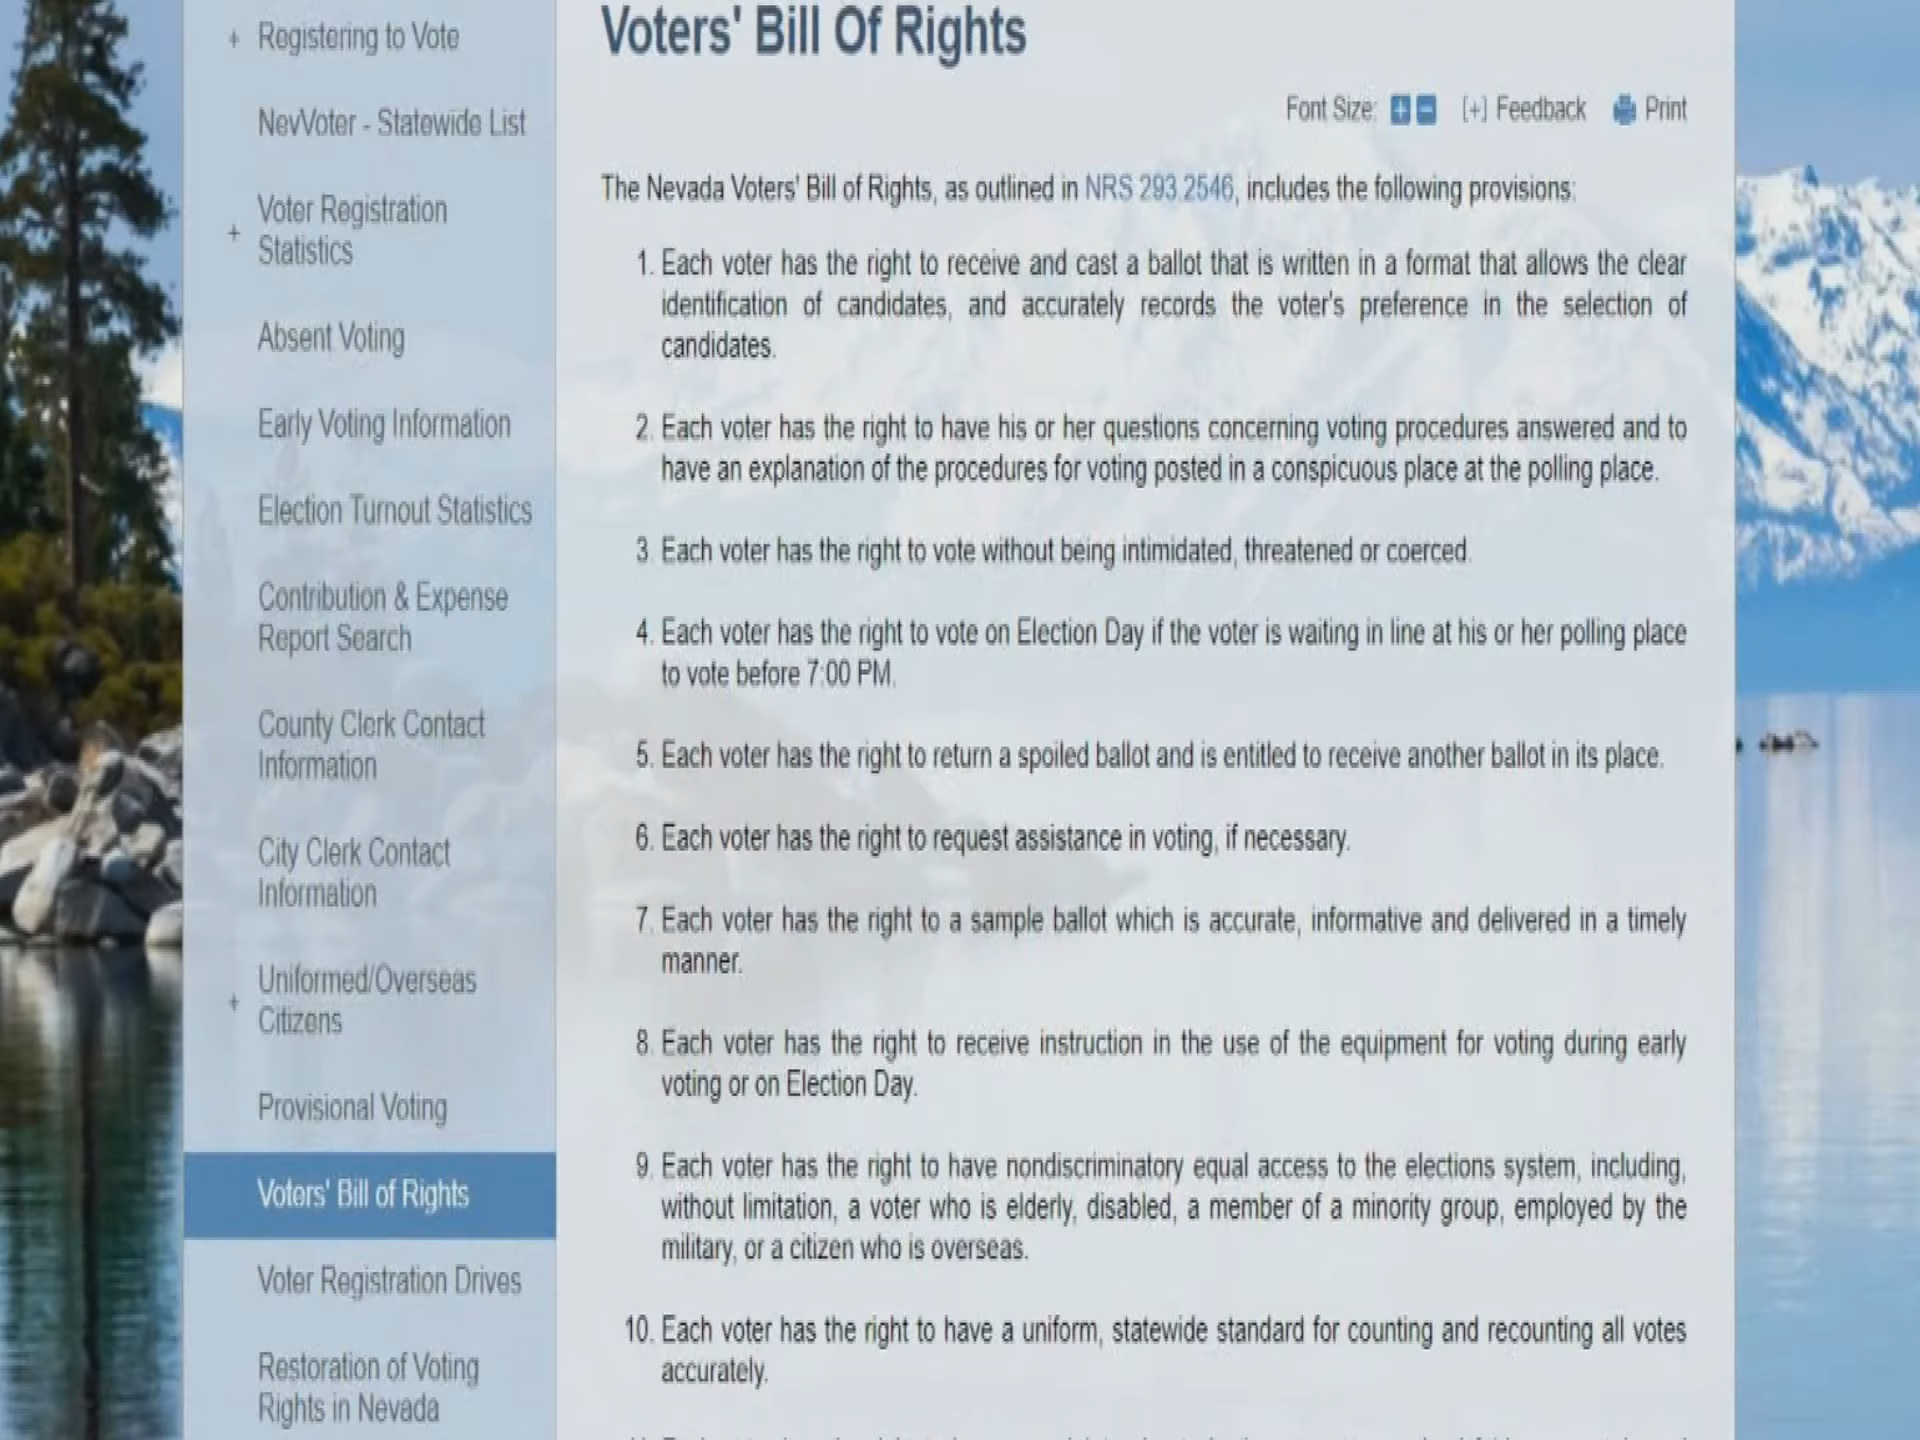 + Registering to Vote
NevVoter - Statewide List
+ Voter Registration
Statistics
Absent Voting
Early Voting Information
Election Turnout Statistics
Contribution & Expense
Report Search
County Clerk Contact
Information
City Clerk Contact
Information
+ Uniformed/Overseas
Citizens
Provisional Voting
Voters' Bill of Rights
Voter Registration Drives
Restoration of Voting
Rights in Nevada
Voters' Bill Of Rights
Font Size: + − [+] Feedback Print
The Nevada Voters' Bill of Rights, as outlined in NRS 293.2546, includes the following provisions:
1. Each voter has the right to receive and cast a ballot that is written in a format that allows the clear
identification of candidates, and accurately records the voter's preference in the selection of
candidates.
2. Each voter has the right to have his or her questions concerning voting procedures answered and to
have an explanation of the procedures for voting posted in a conspicuous place at the polling place.
3. Each voter has the right to vote without being intimidated, threatened or coerced.
4. Each voter has the right to vote on Election Day if the voter is waiting in line at his or her polling place
to vote before 7:00 PM.
5. Each voter has the right to return a spoiled ballot and is entitled to receive another ballot in its place.
6. Each voter has the right to request assistance in voting, if necessary.
7. Each voter has the right to a sample ballot which is accurate, informative and delivered in a timely
manner.
8. Each voter has the right to receive instruction in the use of the equipment for voting during early
voting or on Election Day.
9. Each voter has the right to have nondiscriminatory equal access to the elections system, including,
without limitation, a voter who is elderly, disabled, a member of a minority group, employed by the
military, or a citizen who is overseas.
10. Each voter has the right to have a uniform, statewide standard for counting and recounting all votes
accurately.